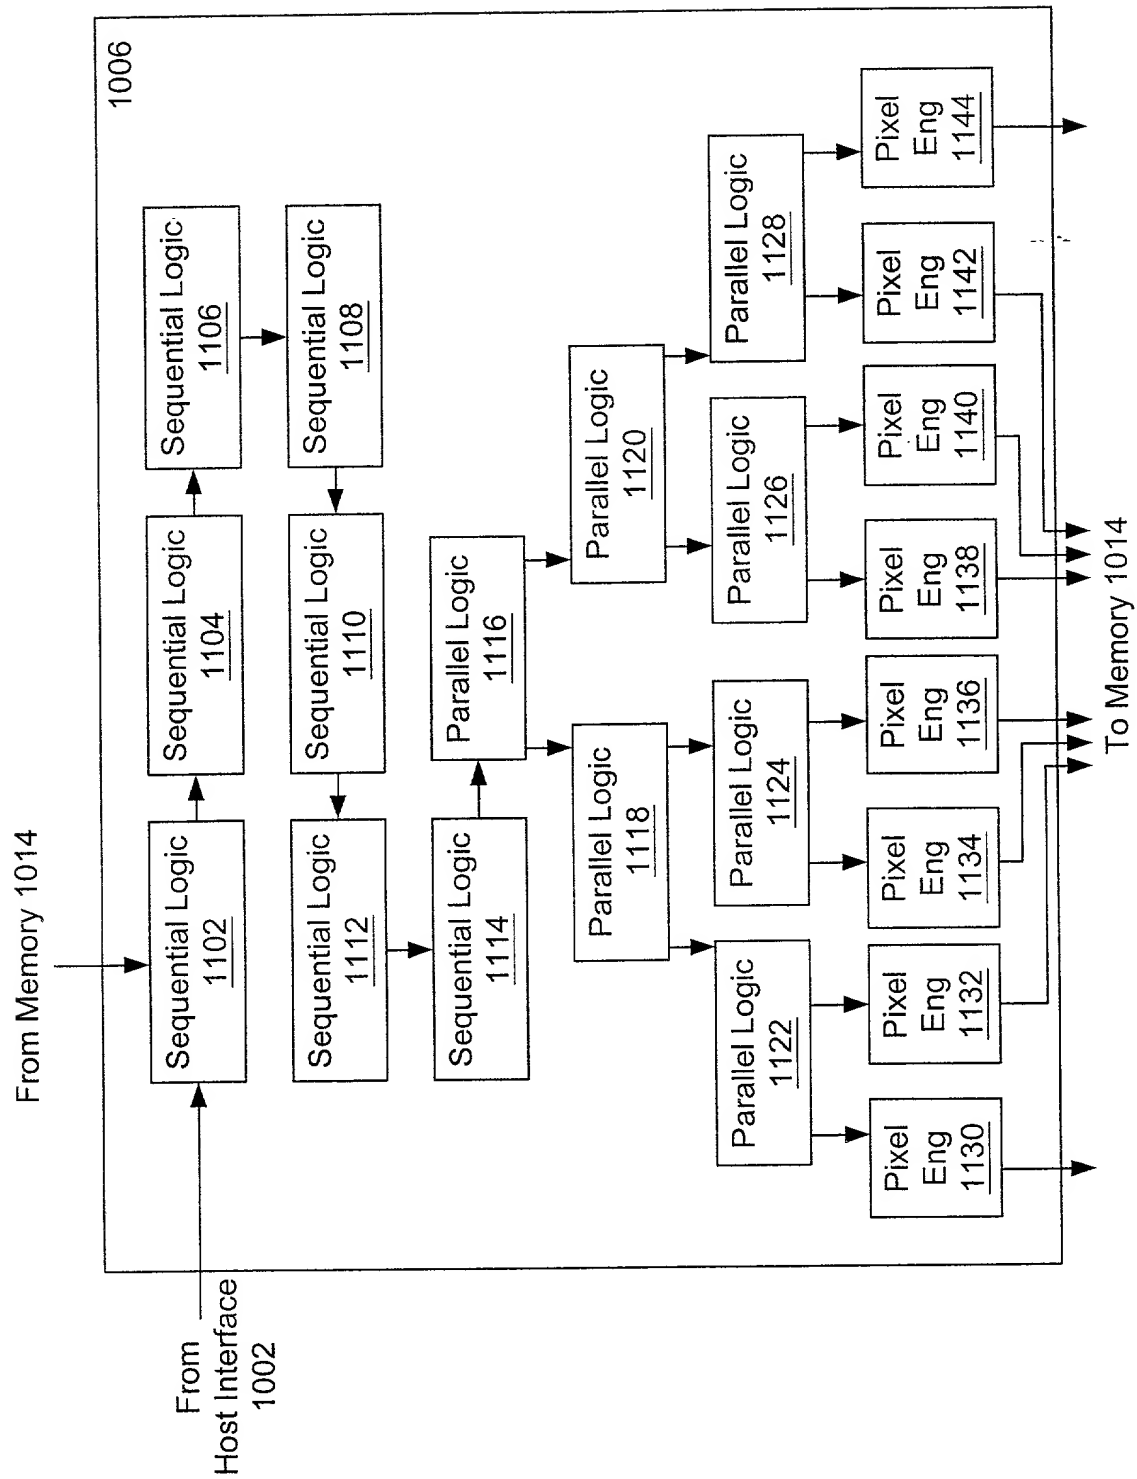 1006
From Memory 1014
From
Host Interface
1002
Sequential Logic
1102
Sequential Logic
1104
Sequential Logic
1106
Sequential Logic
1108
Sequential Logic
1110
Sequential Logic
1112
Sequential Logic
1114
Parallel Logic
1116
Parallel Logic
1118
Parallel Logic
1120
Parallel Logic
1122
Parallel Logic
1124
Parallel Logic
1126
Parallel Logic
1128
Pixel
Eng
1130
Pixel
Eng
1132
Pixel
Eng
1134
Pixel
Eng
1136
Pixel
Eng
1138
Pixel
Eng
1140
Pixel
Eng
1142
Pixel
Eng
1144
To Memory 1014